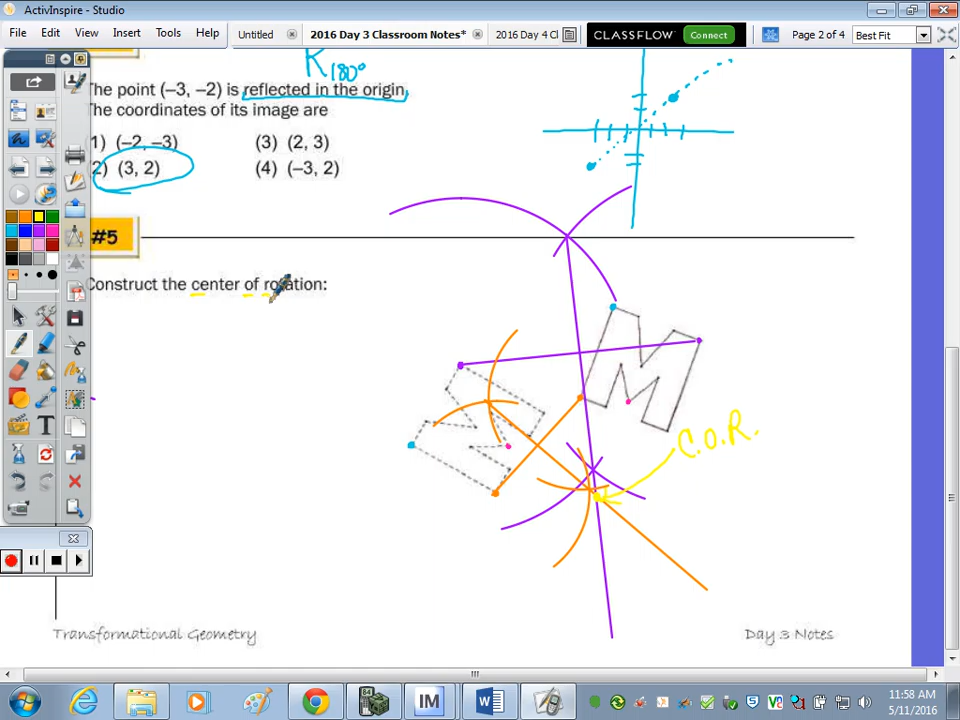 ActivInspire - Studio
File Edit View Insert Tools Help Untitled 2016 Day 3 Classroom Notes* 2016 Day 4 Cl CLASSFLOW Connect Page 2 of 4 Best Fit
R180°
The point (–3, –2) is reflected in the origin.
The coordinates of its image are
1) (–2, –3) (3) (2, 3)
2) (3, 2) (4) (–3, 2)
#5
Construct the center of rotation:
C.O.R.
Transformational Geometry Day 3 Notes
84
IM
11:58 AM
5/11/2016